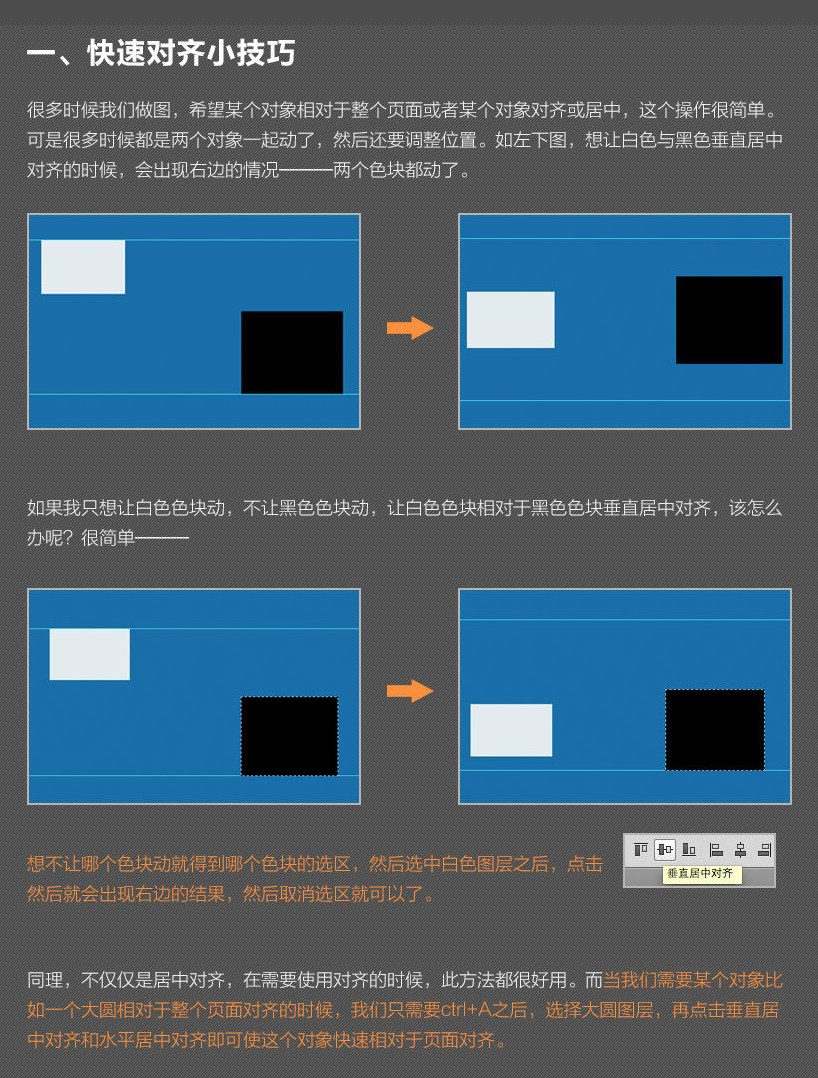 一、快速对齐小技巧
很多时候我们做图，希望某个对象相对于整个页面或者某个对象对齐或居中，这个操作很简单。
可是很多时候都是两个对象一起动了，然后还要调整位置。如左下图，想让白色与黑色垂直居中
对齐的时候，会出现右边的情况———两个色块都动了。
如果我只想让白色色块动，不让黑色色块动，让白色色块相对于黑色色块垂直居中对齐，该怎么
办呢？很简单———
想不让哪个色块动就得到哪个色块的选区，然后选中白色图层之后，点击
然后就会出现右边的结果，然后取消选区就可以了。
垂直居中对齐
同理，不仅仅是居中对齐，在需要使用对齐的时候，此方法都很好用。而当我们需要某个对象比
如一个大圆相对于整个页面对齐的时候，我们只需要ctrl+A之后，选择大圆图层，再点击垂直居
中对齐和水平居中对齐即可使这个对象快速相对于页面对齐。